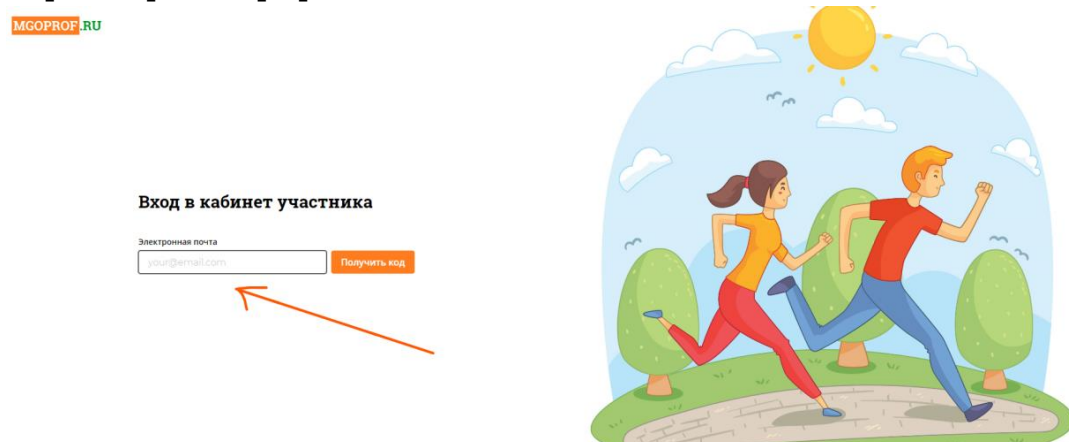 MGOPROF.RU
Вход в кабинет участника
Электронная почта
your@email.com
Получить код